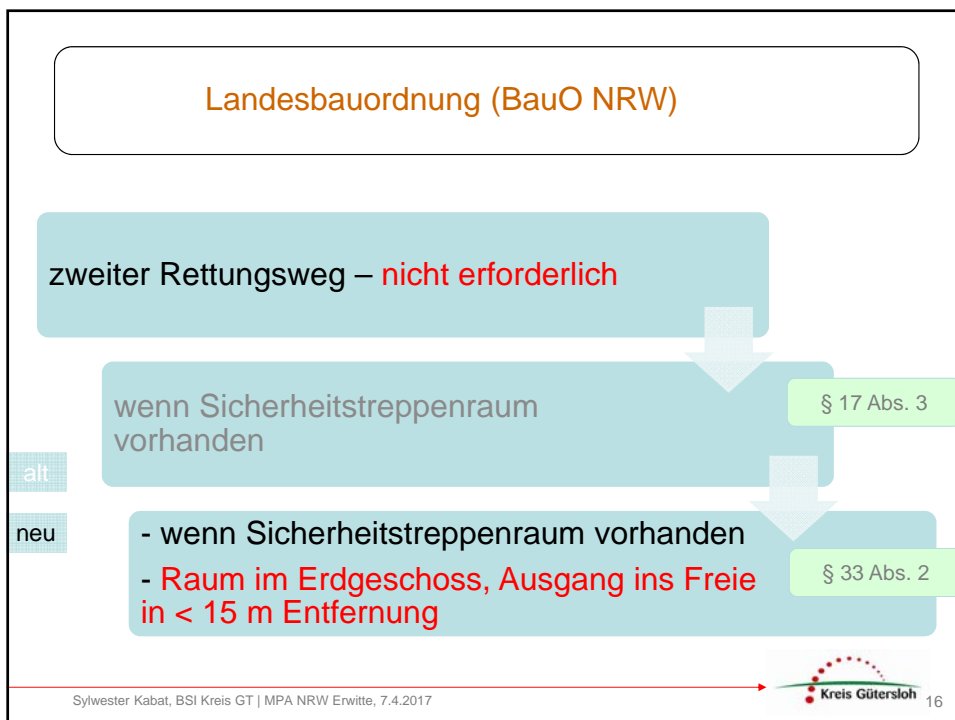 Landesbauordnung (BauO NRW)
zweiter Rettungsweg – nicht erforderlich
wenn Sicherheitstreppenraum
vorhanden
§ 17 Abs. 3
alt
neu
- wenn Sicherheitstreppenraum vorhanden
- Raum im Erdgeschoss, Ausgang ins Freie
in < 15 m Entfernung
§ 33 Abs. 2
Sylwester Kabat, BSI Kreis GT | MPA NRW Erwitte, 7.4.2017
Kreis Gütersloh
16